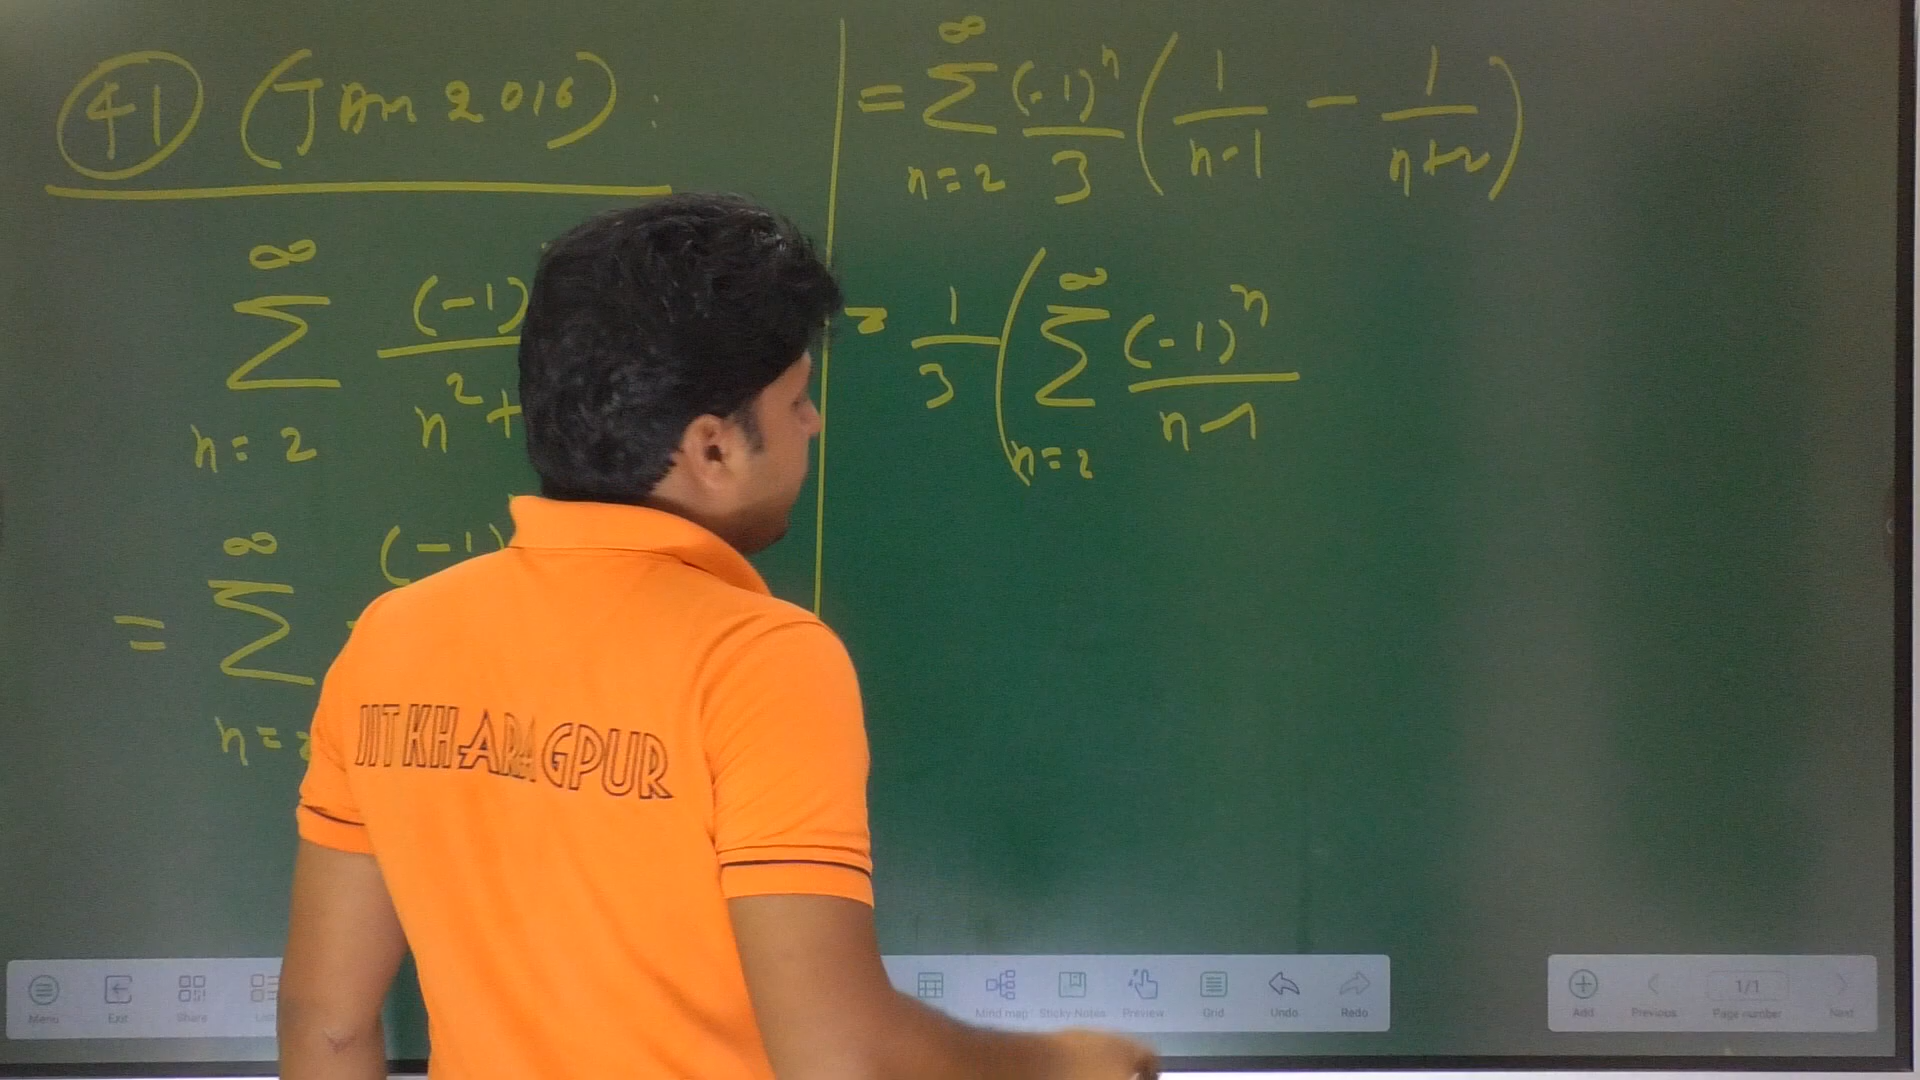 41 (JAM 2016) :
∞
∑ (-1)
n=2 n²+
∞
= ∑ (-1)
n=2
∞
= ∑ (-1)ⁿ/3 ( 1/n-1 - 1/n+2 )
n=2
= 1/3 ( ∞ ∑ n=2 (-1)ⁿ/n-1
IIT KHARAGPUR
Menu Exit Share Mind map Sticky Notes Preview Grid Undo Redo Add Previous 1/1 Page number Next